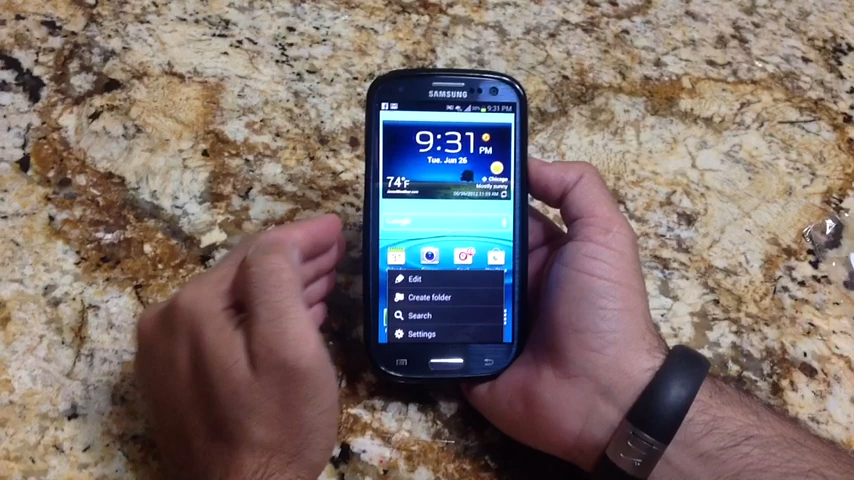 SAMSUNG
9:31 PM
9:31 PM
Tue, Jun 26
74°F
Chicago
Mostly sunny
Google
31
Edit
Create folder
Search
Settings